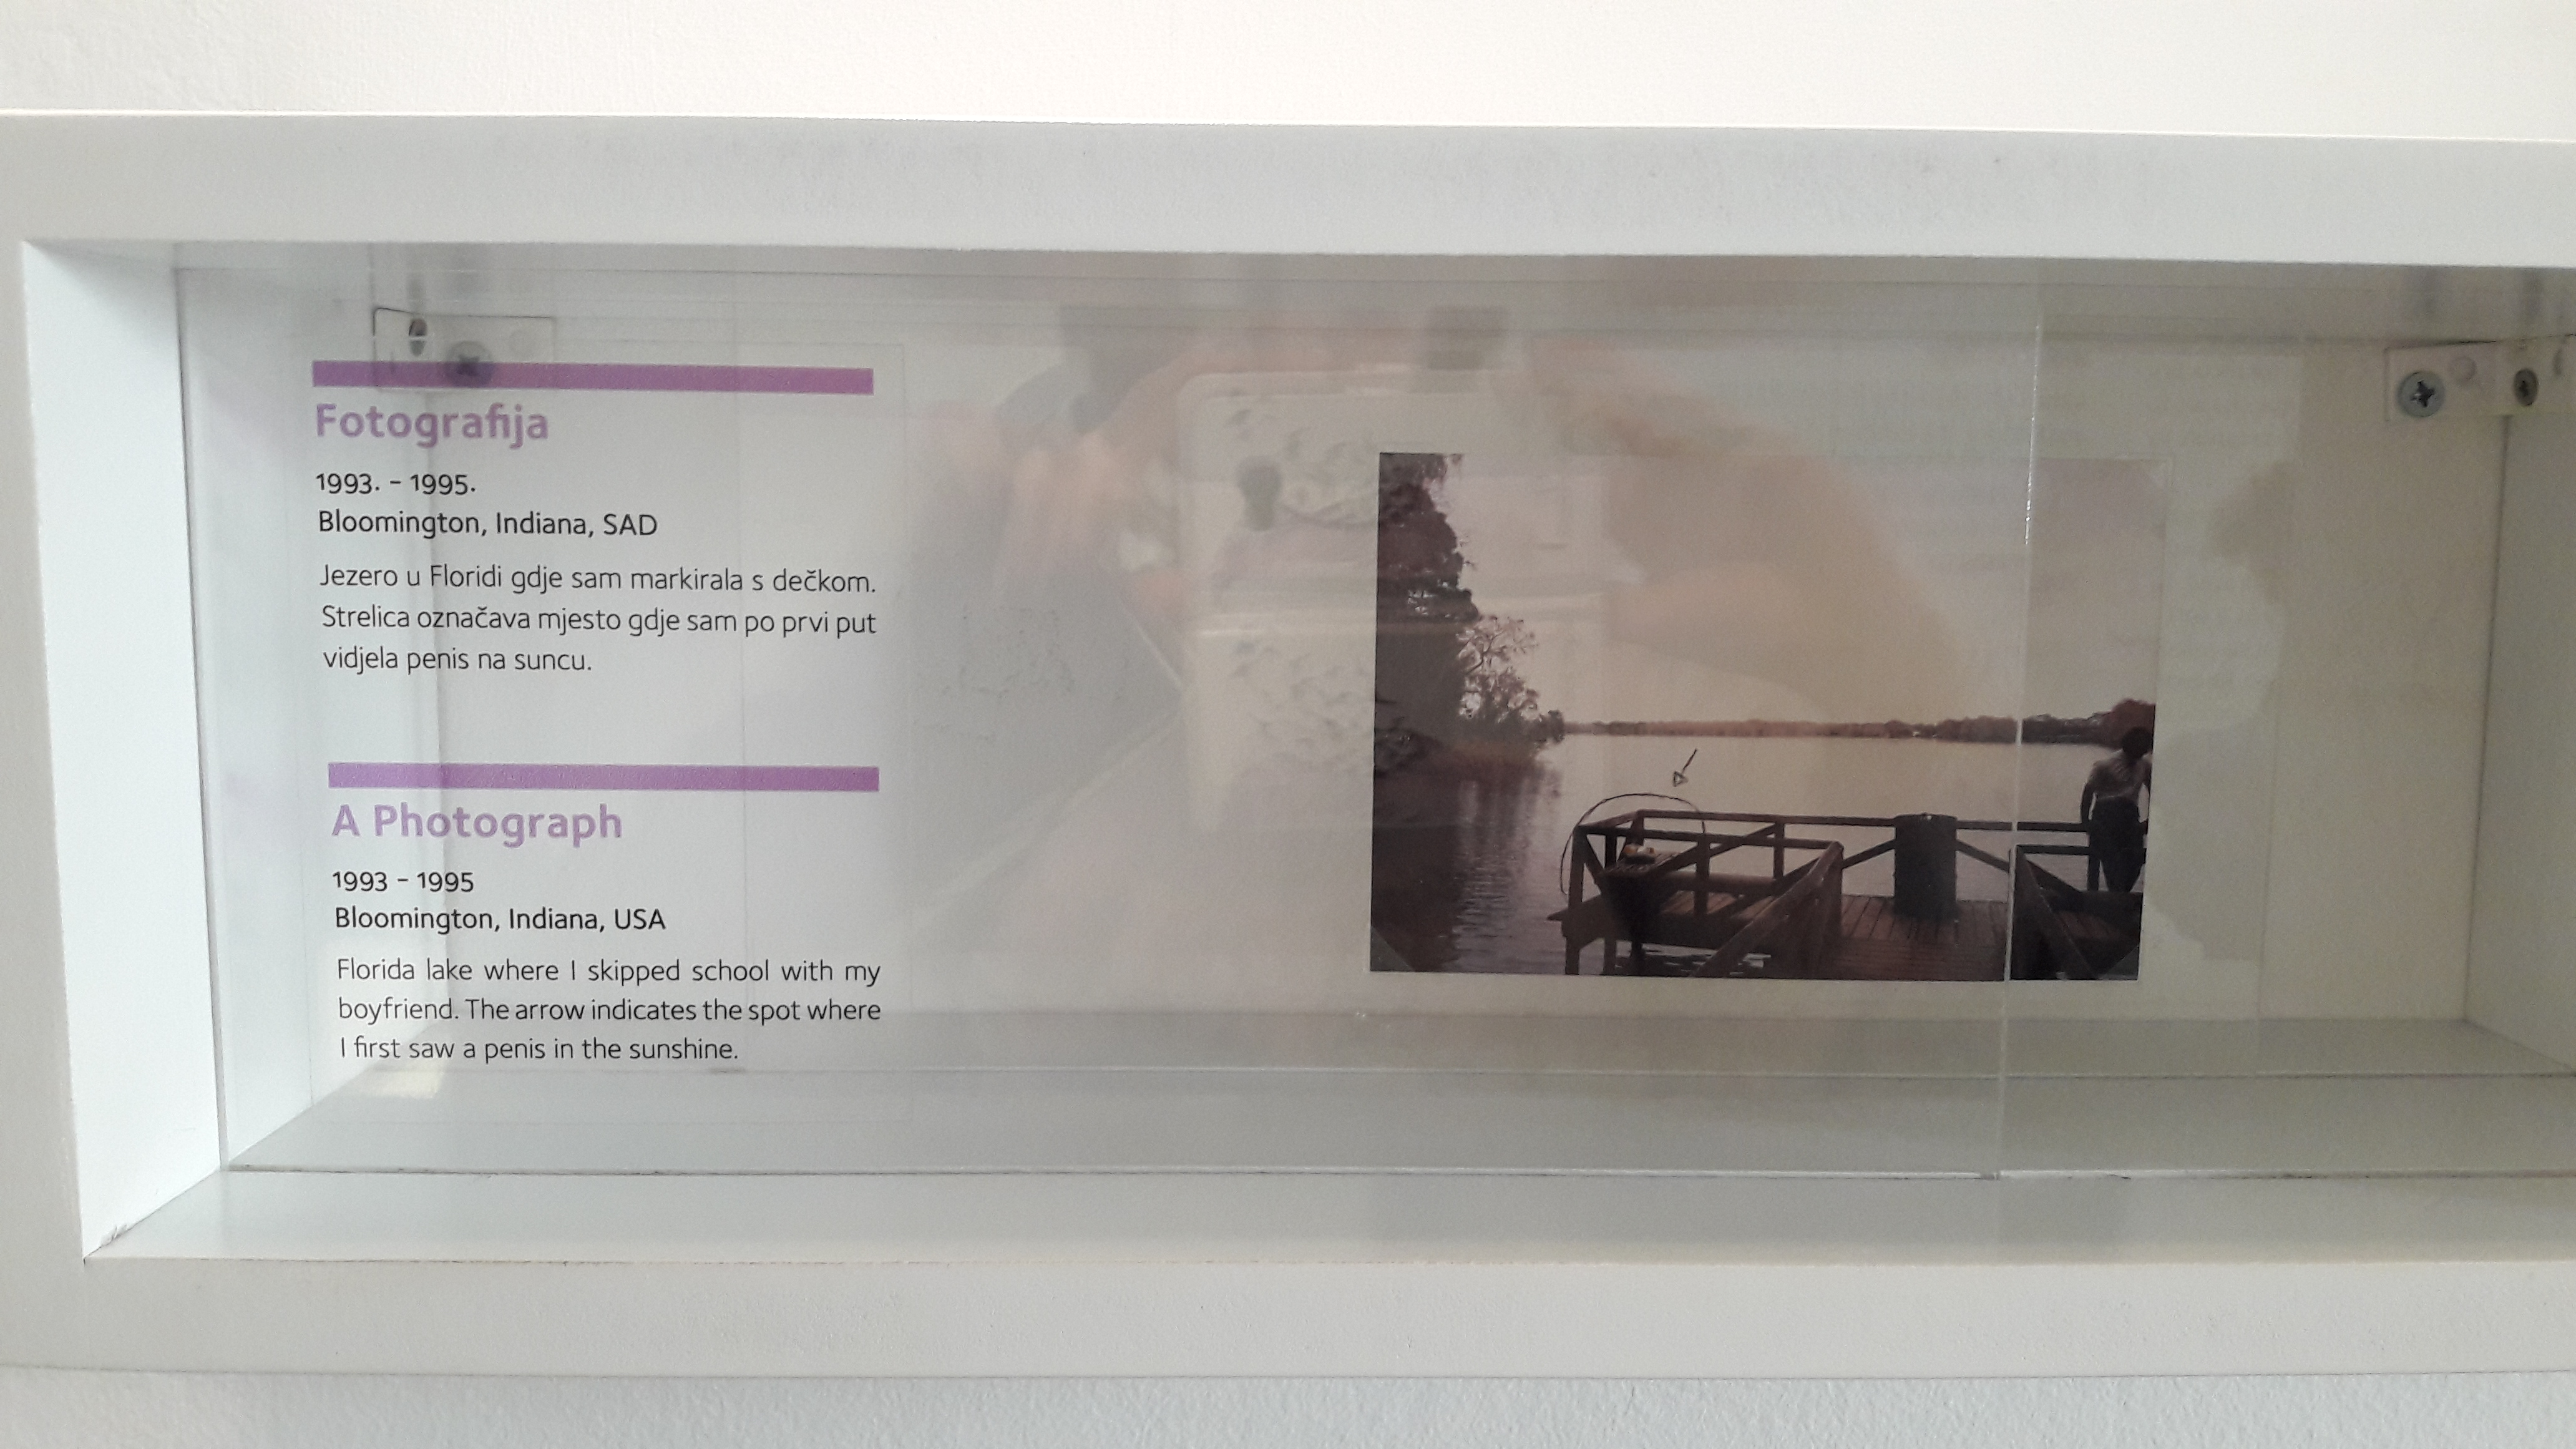 Fotografija
1993. – 1995.
Bloomington, Indiana, SAD
Jezero u Floridi gdje sam markirala s dečkom.
Strelica označava mjesto gdje sam po prvi put
vidjela penis na suncu.
A Photograph
1993 – 1995
Bloomington, Indiana, USA
Florida lake where I skipped school with my
boyfriend. The arrow indicates the spot where
I first saw a penis in the sunshine.